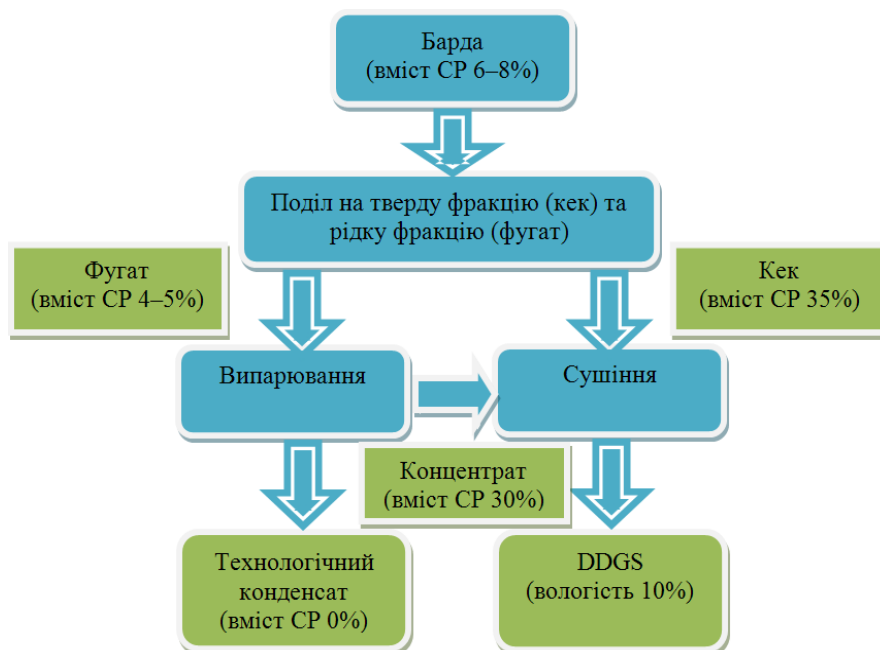 Барда
(вміст СР 6–8%)
Поділ на тверду фракцію (кек) та
рідку фракцію (фугат)
Фугат
(вміст СР 4–5%)
Кек
(вміст СР 35%)
Випарювання
Сушіння
Концентрат
(вміст СР 30%)
Технологічний
конденсат
(вміст СР 0%)
DDGS
(вологість 10%)